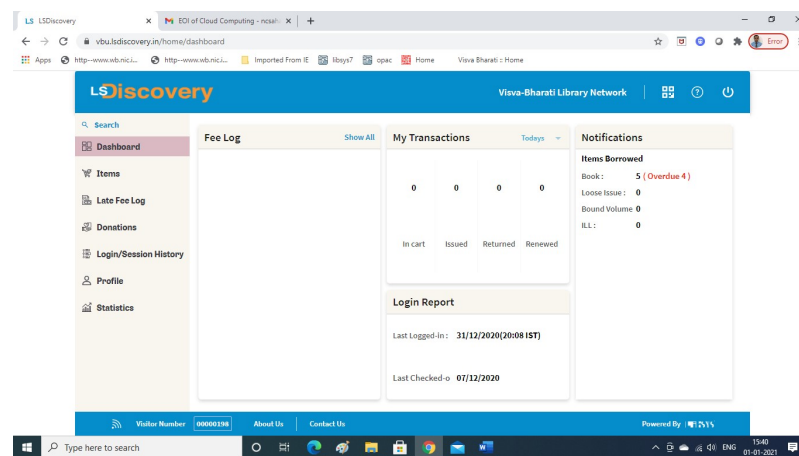 LS LSDiscovery
EOI of Cloud Computing - ncsah
vbu.lsdiscovery.in/home/dashboard
Error
Apps http--www.wb.nic.i... http--www.wb.nic.i... Imported From IE libsys7 opac Home Visva Bharati :: Home
LSDiscovery
Visva-Bharati Library Network
Search
Dashboard
Items
Late Fee Log
Donations
Login/Session History
Profile
Statistics
Fee Log Show All
My Transactions Todays
0 0 0 0
In cart Issued Returned Renewed
Login Report
Last Logged-in : 31/12/2020(20:08 IST)
Last Checked-o 07/12/2020
Notifications
Items Borrowed
Book : 5 ( Overdue 4 )
Loose Issue : 0
Bound Volume 0
ILL : 0
Visitor Number 00000198 About Us Contact Us Powered By
Type here to search
ENG 15:40
01-01-2021